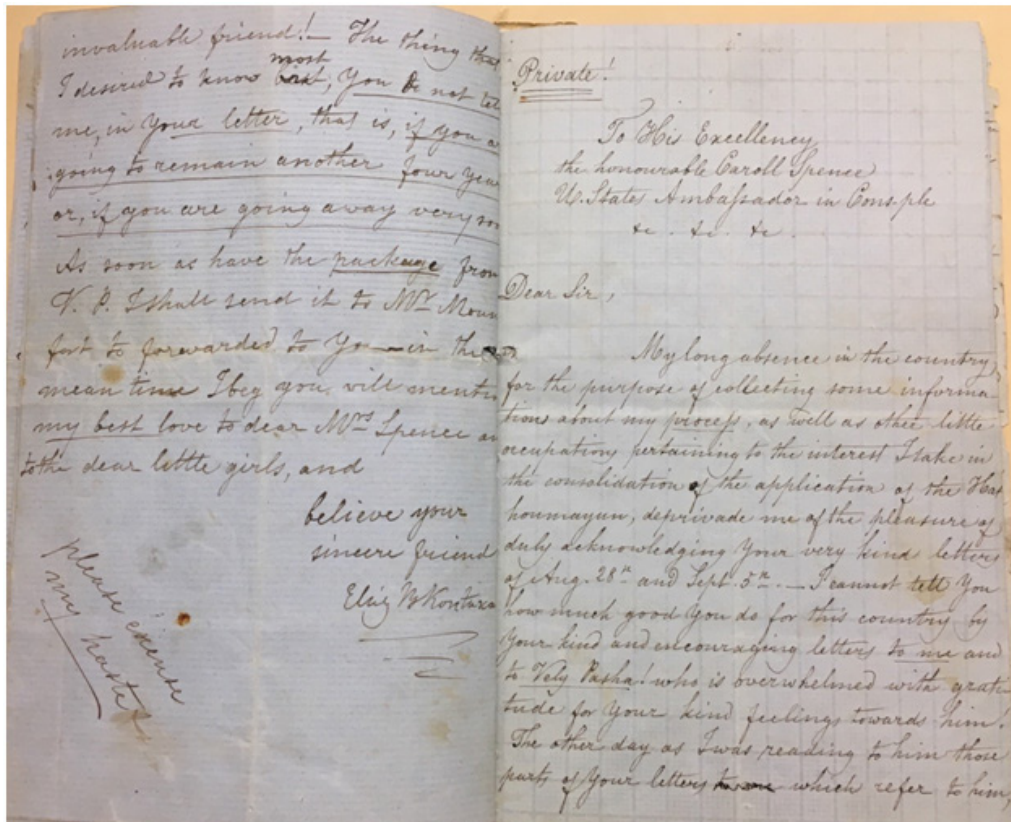 invaluable friend! — The thing that
I desired to know most, You do not tel
me, in Your letter, that is, if you ar
going to remain another four Year
or, if you are going away very soo
As soon as have the package from
V. P. I shall send it to Mr Moun
fort to forwarded to You — in the
mean time I beg you will mentio
my best love to dear Mrs Spence an
to the dear little girls, and
believe your
sincere friend
Eliz B Kontaxa
please excuse
my haste!
Private!
To His Excellency
the honourable Caroll Spence
U. States Ambassador in Cons.ple
&c. &c. &c.
Dear Sir,
My long absence in the country,
for the purpose of collecting some informa-
tions about my process, as well as other little
occupations pertaining to the interest I take in
the consolidation of the application of the Hat
houmayun, deprivade me of the pleasure of
duly acknowledging Your very kind letters
of Aug. 28th and Sept. 5th. — I cannot tell You
how much good You do for this country by
Your kind and encouraging letters to me and
to Vely Pasha! who is overwhelmed with grati
tude for Your kind feelings towards him!
The other day as I was reading to him those
parts of Your letters which refer to him,